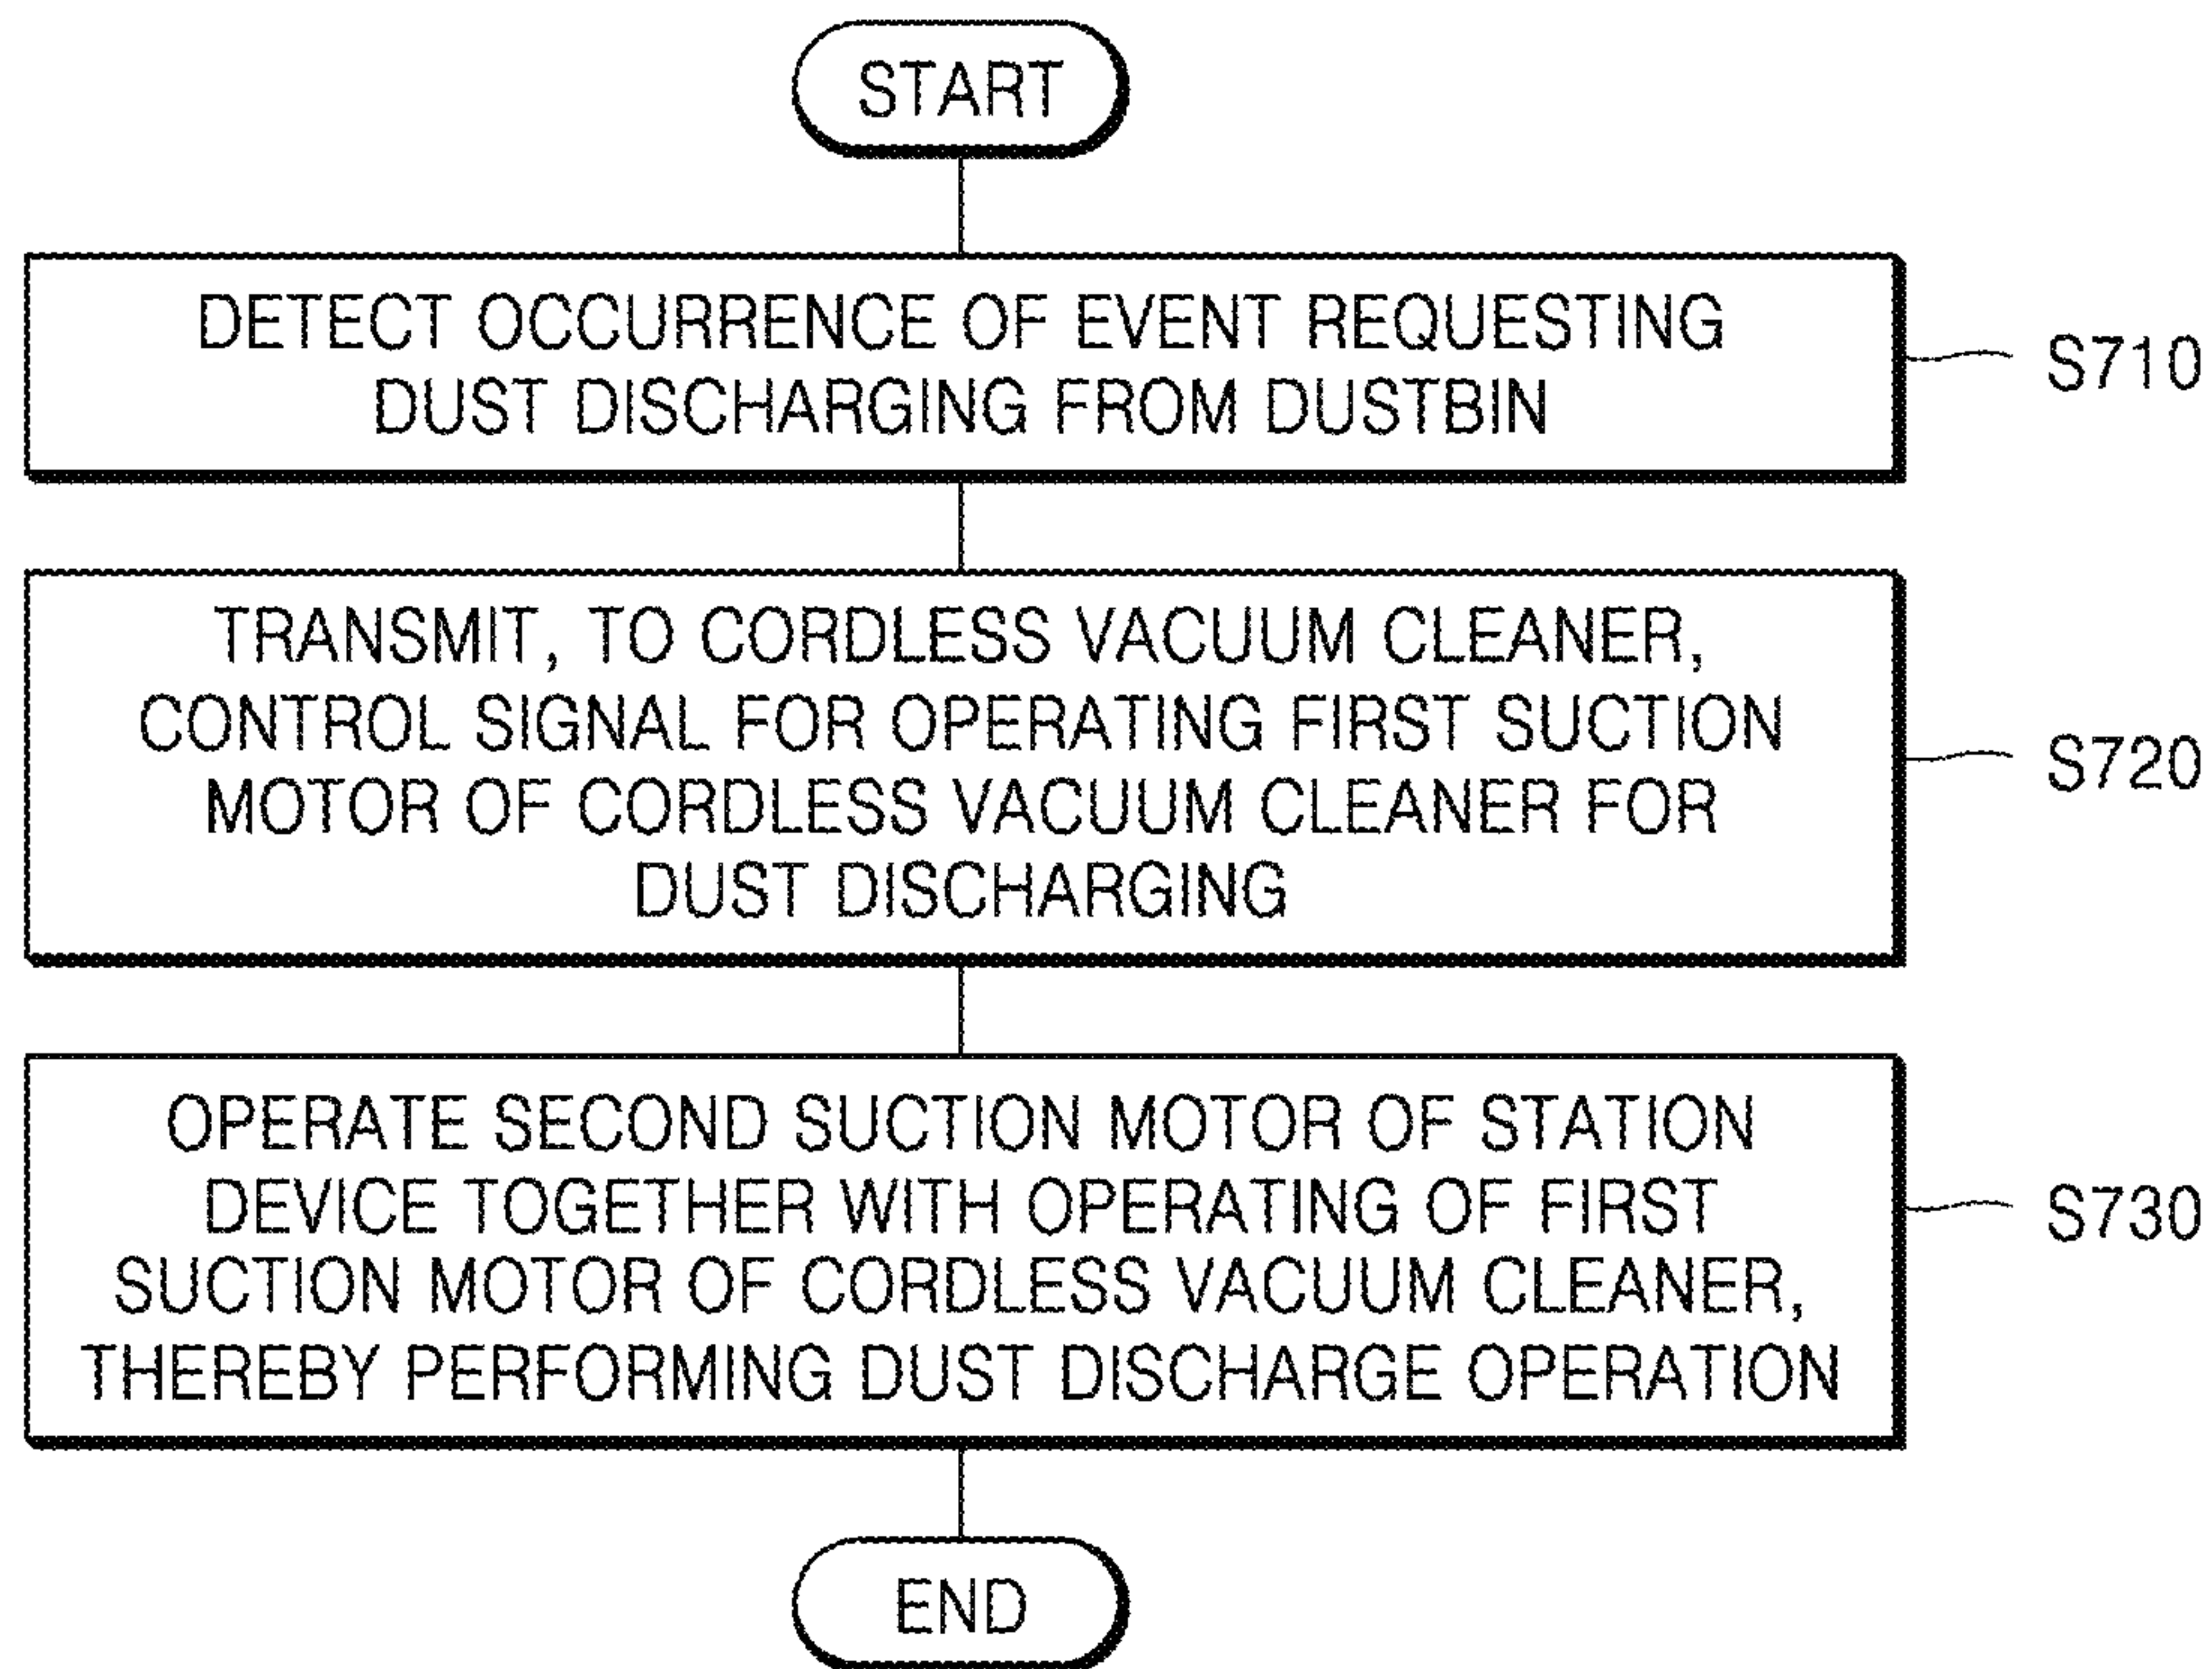 START
DETECT OCCURRENCE OF EVENT REQUESTING
DUST DISCHARGING FROM DUSTBIN
S710
TRANSMIT, TO CORDLESS VACUUM CLEANER,
CONTROL SIGNAL FOR OPERATING FIRST SUCTION
MOTOR OF CORDLESS VACUUM CLEANER FOR
DUST DISCHARGING
S720
OPERATE SECOND SUCTION MOTOR OF STATION
DEVICE TOGETHER WITH OPERATING OF FIRST
SUCTION MOTOR OF CORDLESS VACUUM CLEANER,
THEREBY PERFORMING DUST DISCHARGE OPERATION
S730
END